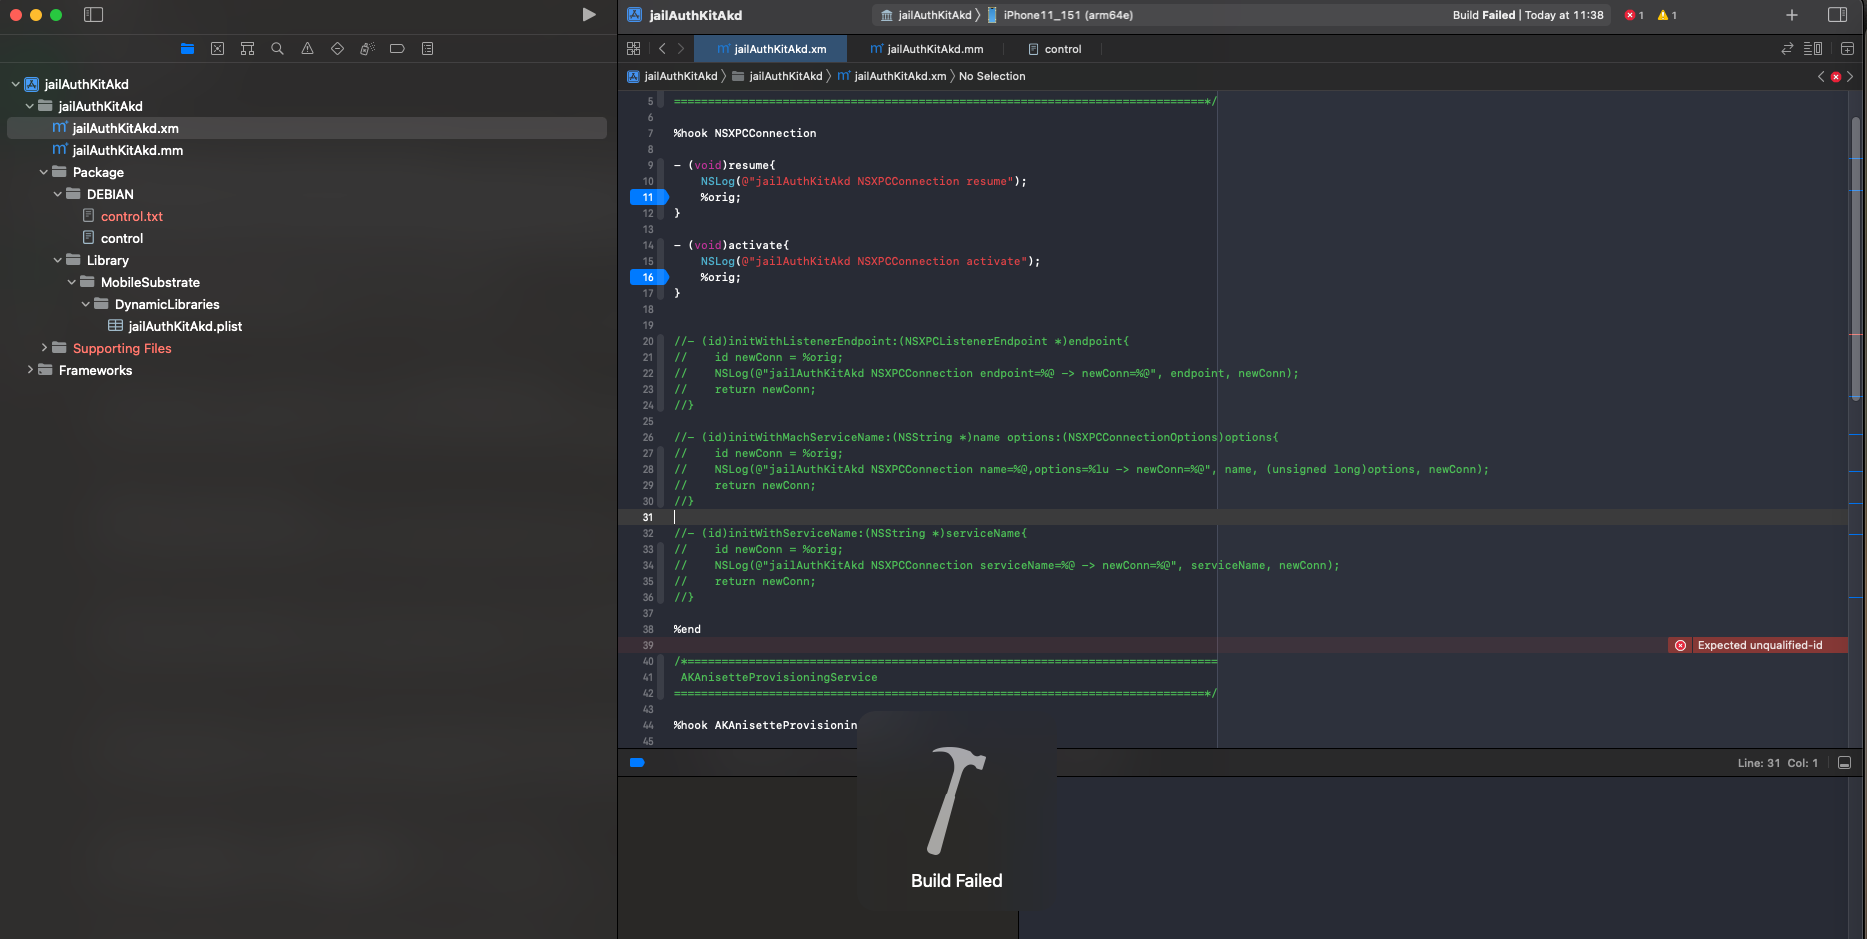 jailAuthKitAkd
jailAuthKitAkd
iPhone11_151 (arm64e)
Build Failed | Today at 11:38
1
1
jailAuthKitAkd.xm
jailAuthKitAkd.mm
control
jailAuthKitAkd
jailAuthKitAkd
jailAuthKitAkd.xm
No Selection
jailAuthKitAkd
jailAuthKitAkd
jailAuthKitAkd.xm
jailAuthKitAkd.mm
Package
DEBIAN
control.txt
control
Library
MobileSubstrate
DynamicLibraries
jailAuthKitAkd.plist
Supporting Files
Frameworks
5 ==============================================================================*/
6
7 %hook NSXPCConnection
8
9 - (void)resume{
10     NSLog(@"jailAuthKitAkd NSXPCConnection resume");
11     %orig;
12 }
13
14 - (void)activate{
15     NSLog(@"jailAuthKitAkd NSXPCConnection activate");
16     %orig;
17 }
18
19
20 //- (id)initWithListenerEndpoint:(NSXPCListenerEndpoint *)endpoint{
21 //    id newConn = %orig;
22 //    NSLog(@"jailAuthKitAkd NSXPCConnection endpoint=%@ -> newConn=%@", endpoint, newConn);
23 //    return newConn;
24 //}
25
26 //- (id)initWithMachServiceName:(NSString *)name options:(NSXPCConnectionOptions)options{
27 //    id newConn = %orig;
28 //    NSLog(@"jailAuthKitAkd NSXPCConnection name=%@,options=%lu -> newConn=%@", name, (unsigned long)options, newConn);
29 //    return newConn;
30 //}
31
32 //- (id)initWithServiceName:(NSString *)serviceName{
33 //    id newConn = %orig;
34 //    NSLog(@"jailAuthKitAkd NSXPCConnection serviceName=%@ -> newConn=%@", serviceName, newConn);
35 //    return newConn;
36 //}
37
38 %end
39 Expected unqualified-id
40 /*==============================================================================
41  AKAnisetteProvisioningService
42 ==============================================================================*/
43
44 %hook AKAnisetteProvisionin
45
Line: 31 Col: 1
Build Failed